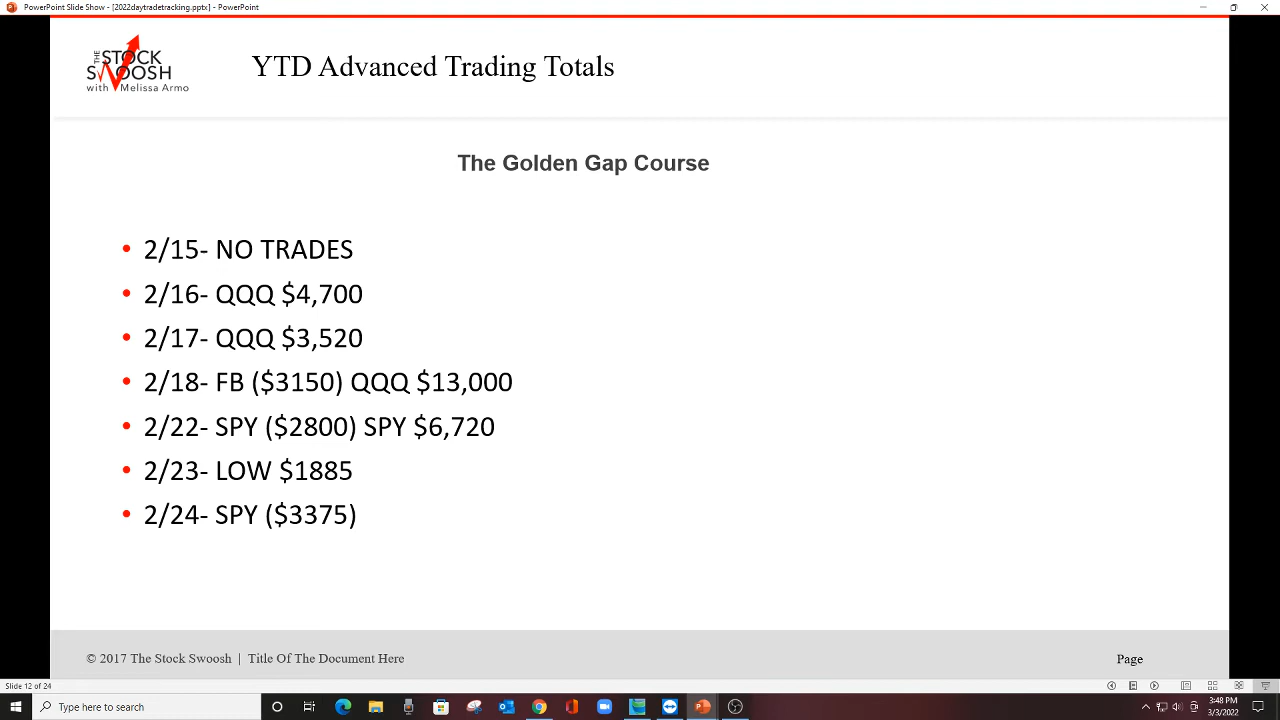 PowerPoint Slide Show - [2022daytradetracking.pptx] - PowerPoint
THE
STOCK
SWOOSH
with Melissa Armo
YTD Advanced Trading Totals
The Golden Gap Course
• 2/15- NO TRADES
• 2/16- QQQ $4,700
• 2/17- QQQ $3,520
• 2/18- FB ($3150) QQQ $13,000
• 2/22- SPY ($2800) SPY $6,720
• 2/23- LOW $1885
• 2/24- SPY ($3375)
© 2017 The Stock Swoosh | Title Of The Document Here
Page
Slide 12 of 24
Type here to search
3:48 PM
3/3/2022